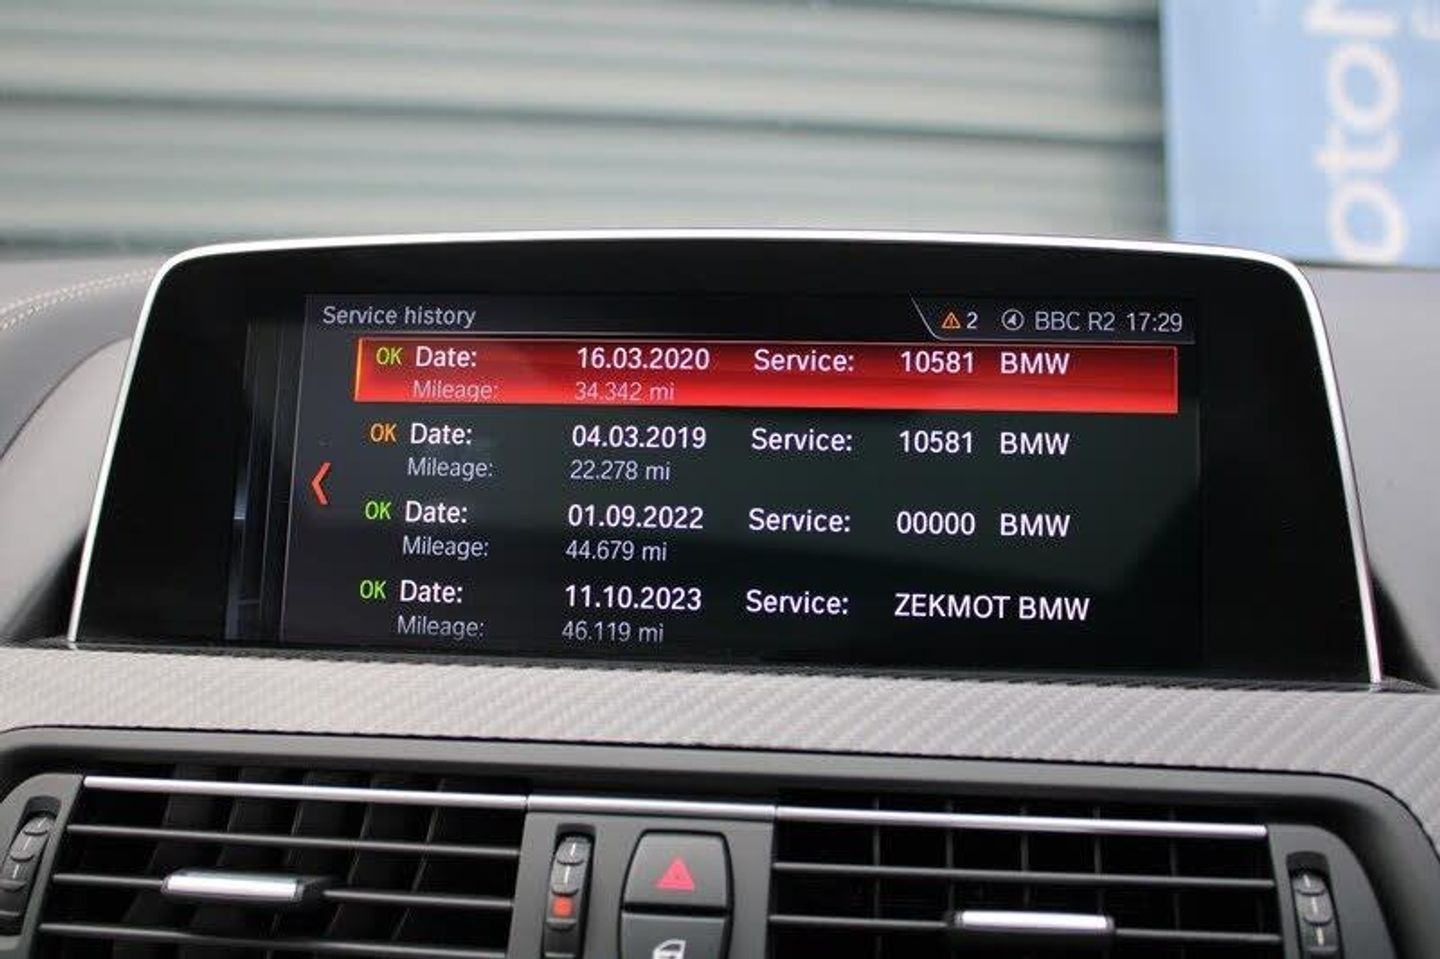 Service history
2 BBC R2 17:29
OK Date: 16.03.2020 Service: 10581 BMW
Mileage: 34.342 mi
OK Date: 04.03.2019 Service: 10581 BMW
Mileage: 22.278 mi
OK Date: 01.09.2022 Service: 00000 BMW
Mileage: 44.679 mi
OK Date: 11.10.2023 Service: ZEKMOT BMW
Mileage: 46.119 mi